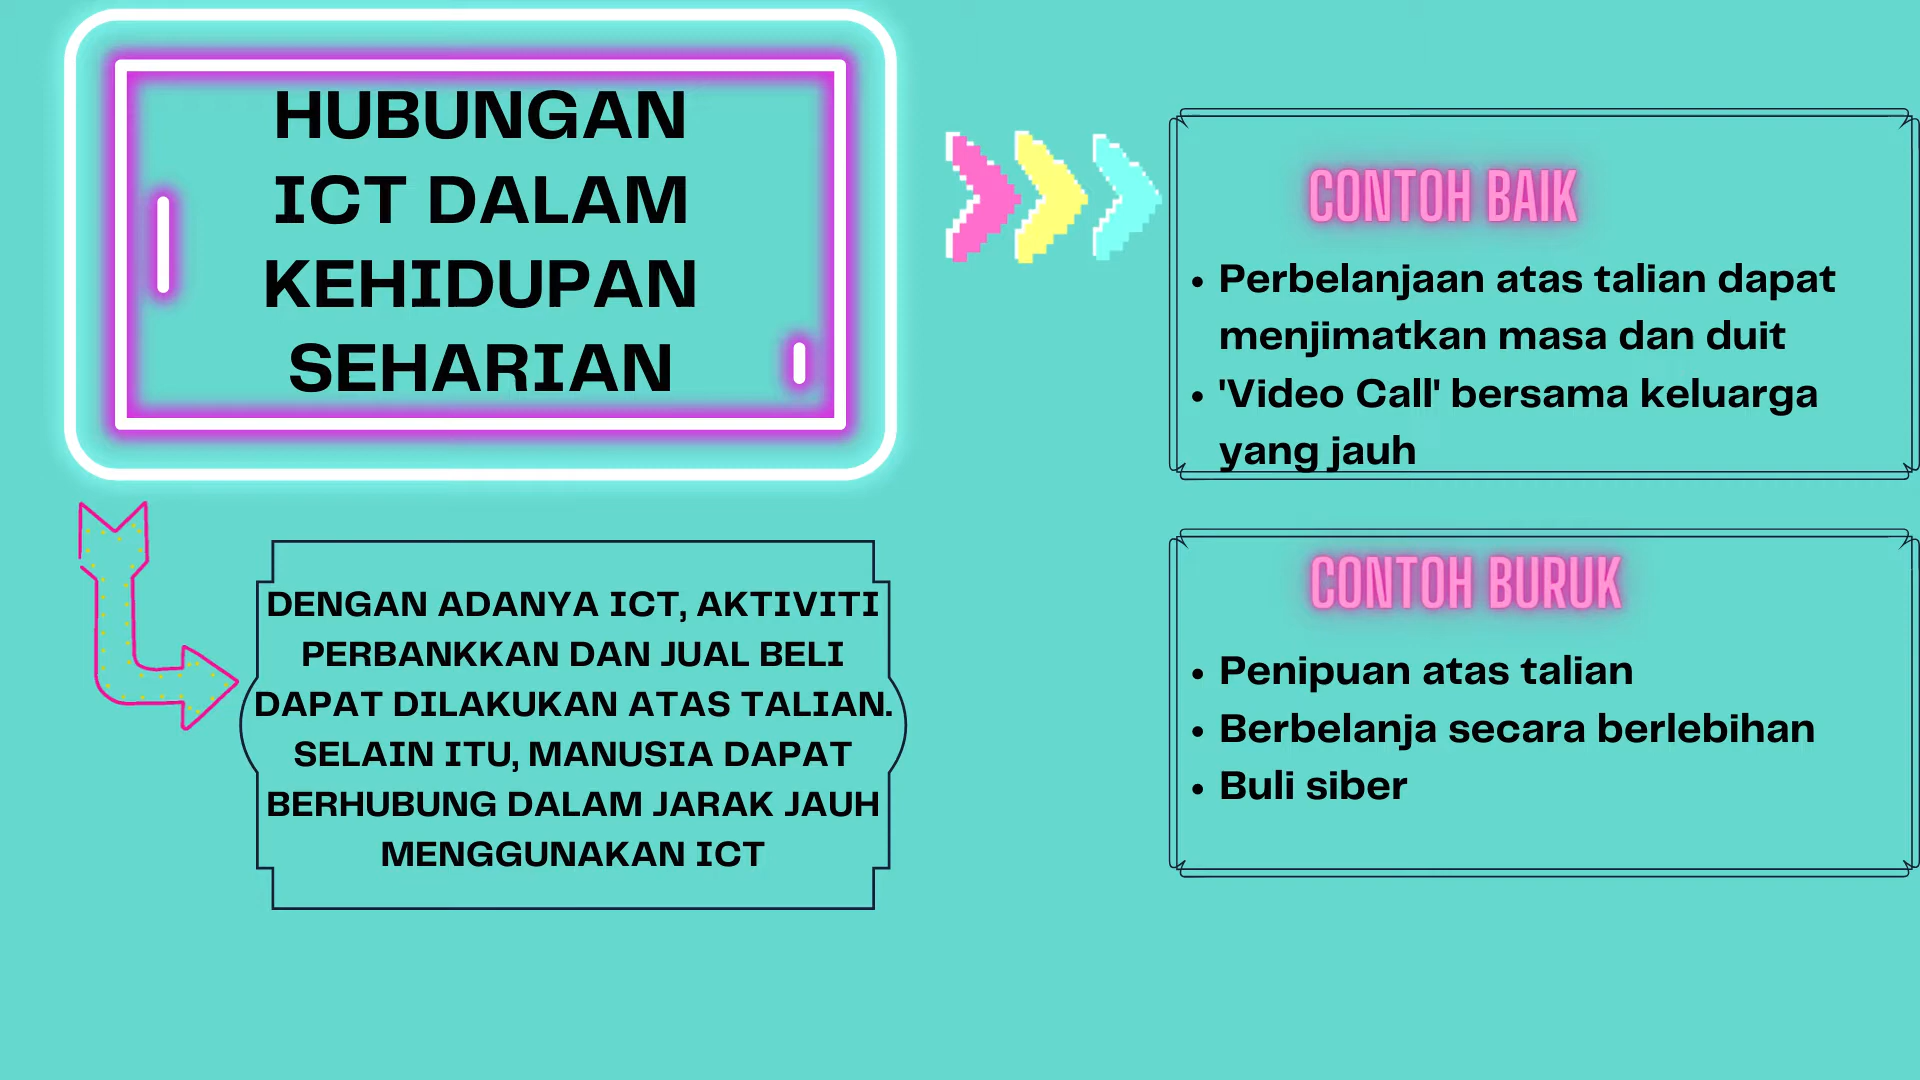 HUBUNGAN
ICT DALAM
KEHIDUPAN
SEHARIAN
DENGAN ADANYA ICT, AKTIVITI
PERBANKKAN DAN JUAL BELI
DAPAT DILAKUKAN ATAS TALIAN.
SELAIN ITU, MANUSIA DAPAT
BERHUBUNG DALAM JARAK JAUH
MENGGUNAKAN ICT
CONTOH BAIK
• Perbelanjaan atas talian dapat
menjimatkan masa dan duit
• 'Video Call' bersama keluarga
yang jauh
CONTOH BURUK
• Penipuan atas talian
• Berbelanja secara berlebihan
• Buli siber